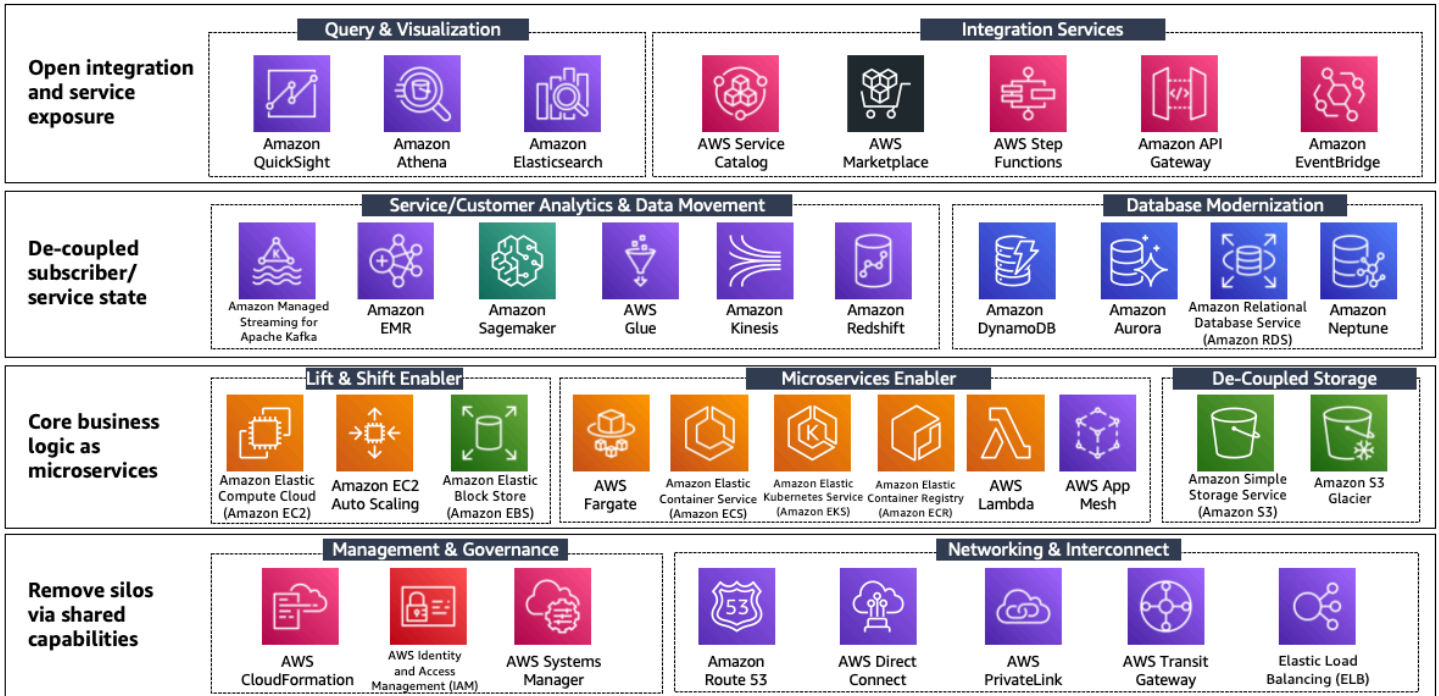 Query & Visualization
Integration Services
Open integration
and service
exposure
Amazon
QuickSight
Amazon
Athena
Amazon
Elasticsearch
AWS Service
Catalog
AWS
Marketplace
AWS Step
Functions
Amazon API
Gateway
Amazon
EventBridge
Service/Customer Analytics & Data Movement
Database Modernization
De-coupled
subscriber/
service state
K
Amazon Managed
Streaming for
Apache Kafka
Amazon
EMR
Amazon
Sagemaker
AWS
Glue
Amazon
Kinesis
Amazon
Redshift
Amazon
DynamoDB
Amazon
Aurora
Amazon Relational
Database Service
(Amazon RDS)
Amazon
Neptune
Lift & Shift Enabler
Microservices Enabler
De-Coupled Storage
Core business
logic as
microservices
Amazon Elastic
Compute Cloud
(Amazon EC2)
Amazon EC2
Auto Scaling
Amazon Elastic
Block Store
(Amazon EBS)
AWS
Fargate
Amazon Elastic
Container Service
(Amazon ECS)
K
Amazon Elastic
Kubernetes Service
(Amazon EKS)
Amazon Elastic
Container Registry
(Amazon ECR)
AWS
Lambda
AWS App
Mesh
Amazon Simple
Storage Service
(Amazon S3)
Amazon S3
Glacier
Management & Governance
Networking & Interconnect
Remove silos
via shared
capabilities
AWS
CloudFormation
AWS Identity
and Access
Management (IAM)
AWS Systems
Manager
53
Amazon
Route 53
AWS Direct
Connect
AWS
PrivateLink
AWS Transit
Gateway
Elastic Load
Balancing (ELB)